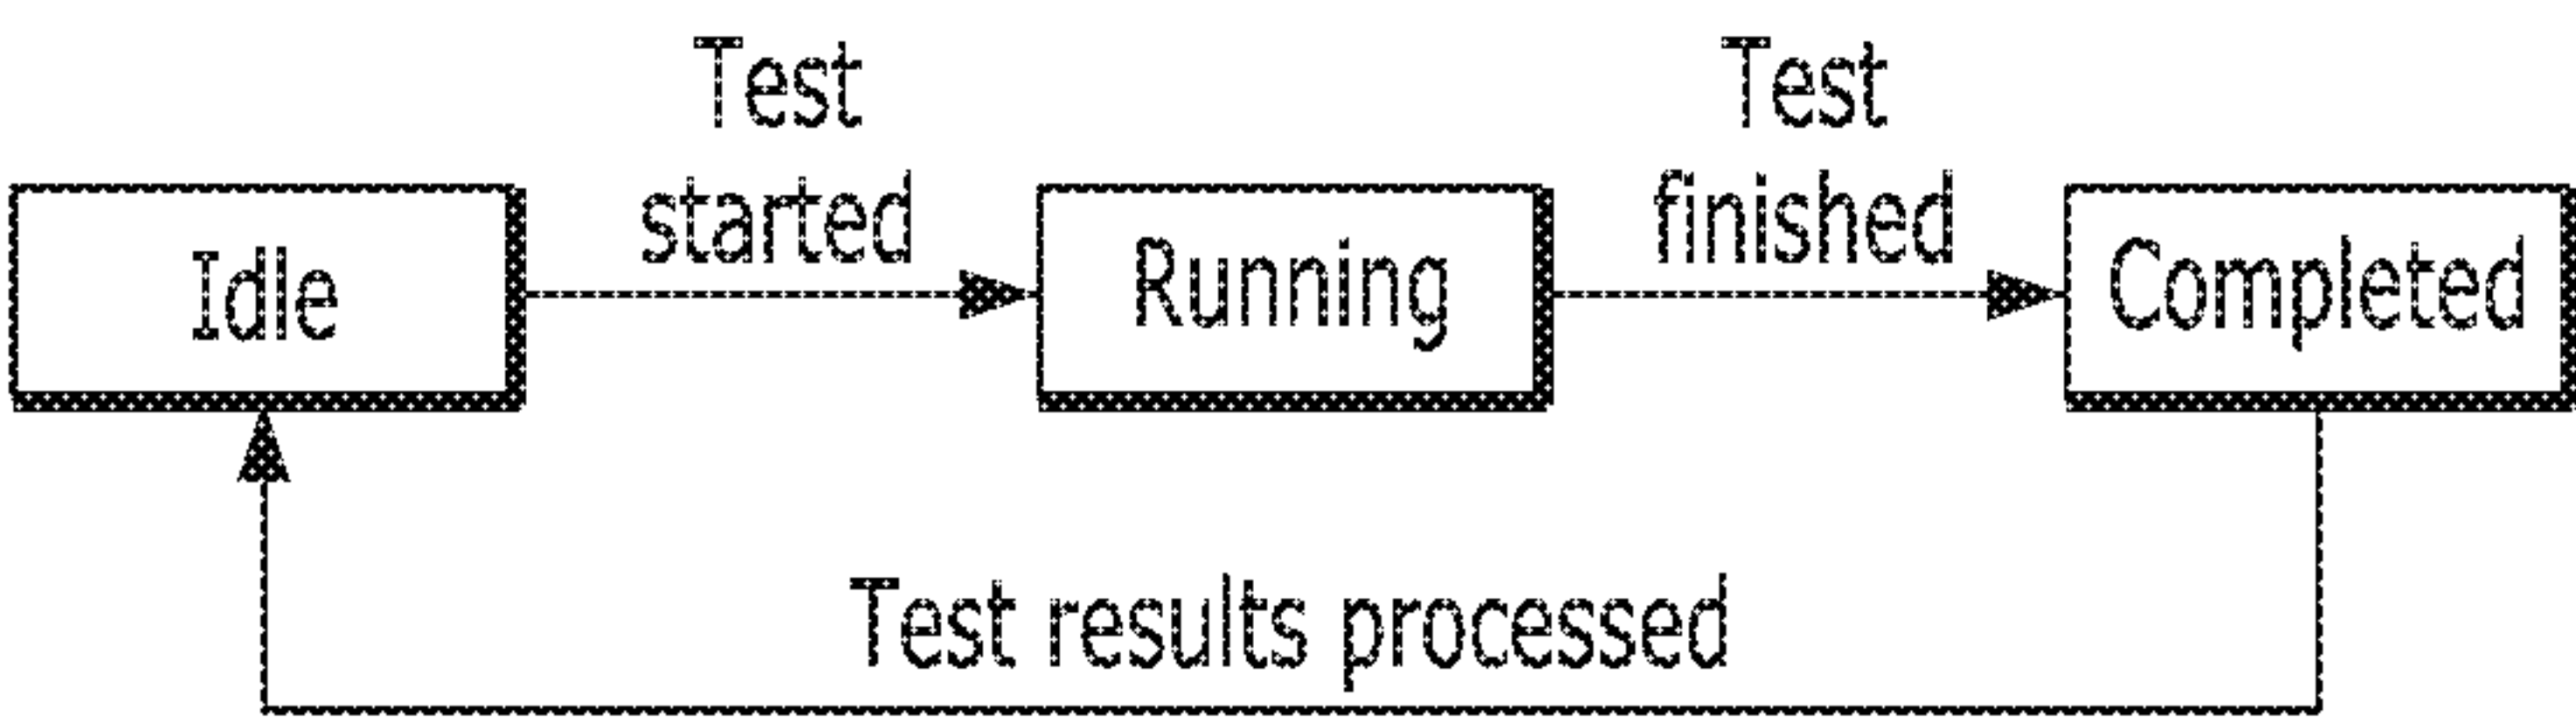 Test
started
Test
finished
Idle
Running
Completed
Test results processed